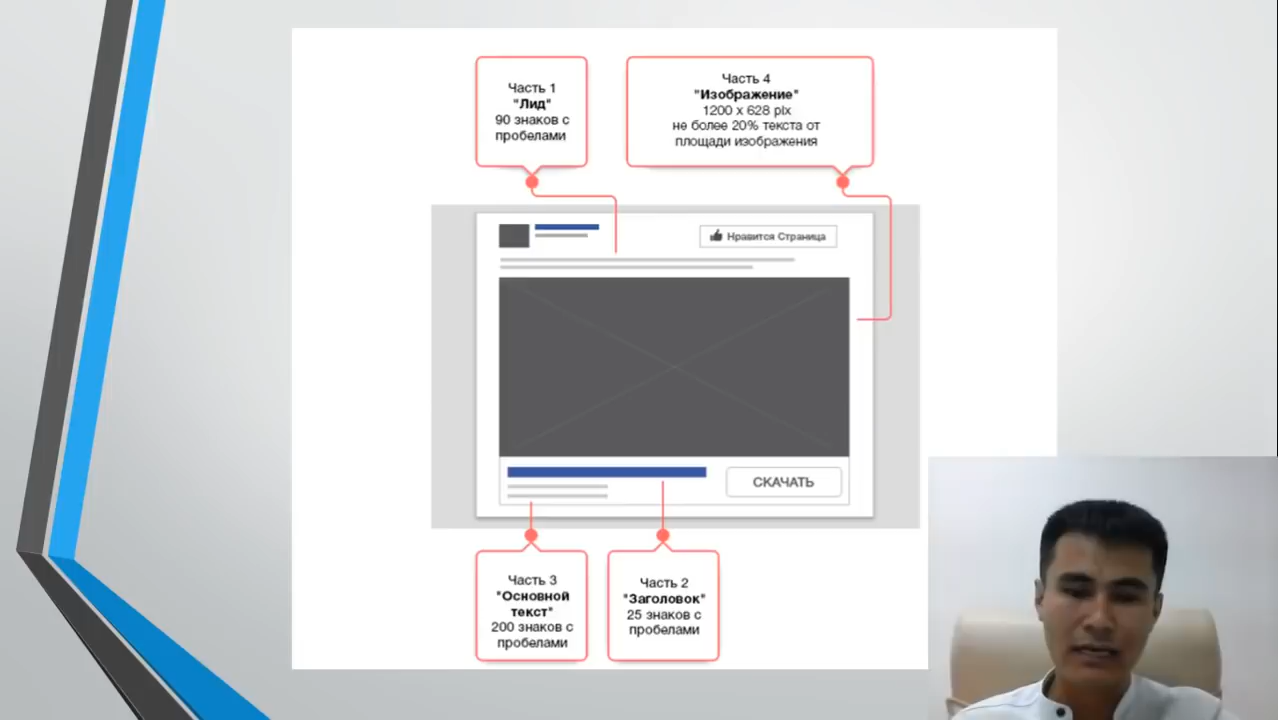 Часть 1
"Лид"
90 знаков с
пробелами
Часть 4
"Изображение"
1200 x 628 pix
не более 20% текста от
площади изображения
Нравится Страница
СКАЧАТЬ
Часть 3
"Основной
текст"
200 знаков с
пробелами
Часть 2
"Заголовок"
25 знаков с
пробелами